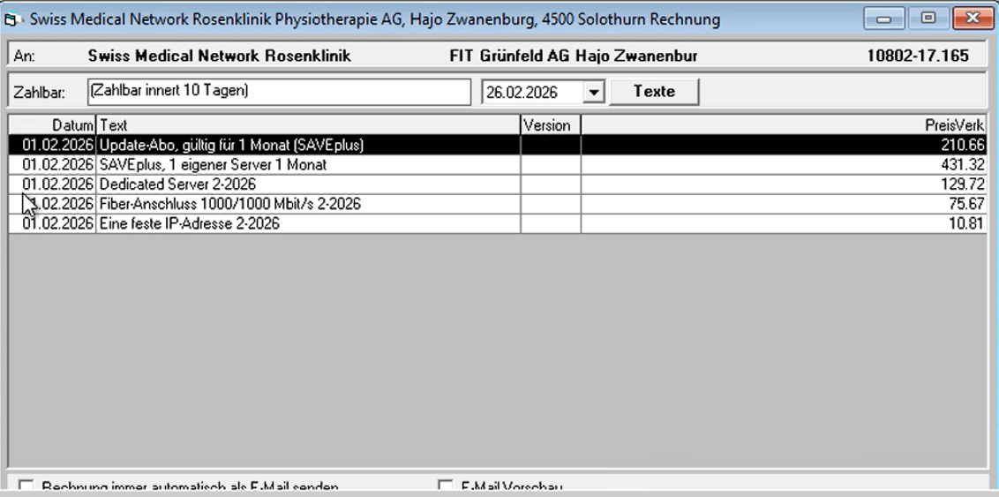 Swiss Medical Network Rosenklinik Physiotherapie AG, Hajo Zwanenburg, 4500 Solothurn Rechnung
An: Swiss Medical Network Rosenklinik FIT Grünfeld AG Hajo Zwanenbur 10802-17.165
Zahlbar: (Zahlbar innert 10 Tagen) 26.02.2026 Texte
Datum Text Version PreisVerk
01.02.2026 Update-Abo, gültig für 1 Monat (SAVEplus) 210.66
01.02.2026 SAVEplus, 1 eigener Server 1 Monat 431.32
01.02.2026 Dedicated Server 2-2026 129.72
01.02.2026 Fiber-Anschluss 1000/1000 Mbit/s 2-2026 75.67
01.02.2026 Eine feste IP-Adresse 2-2026 10.81
Rechnung immer automatisch als E-Mail senden E-Mail Vorschau